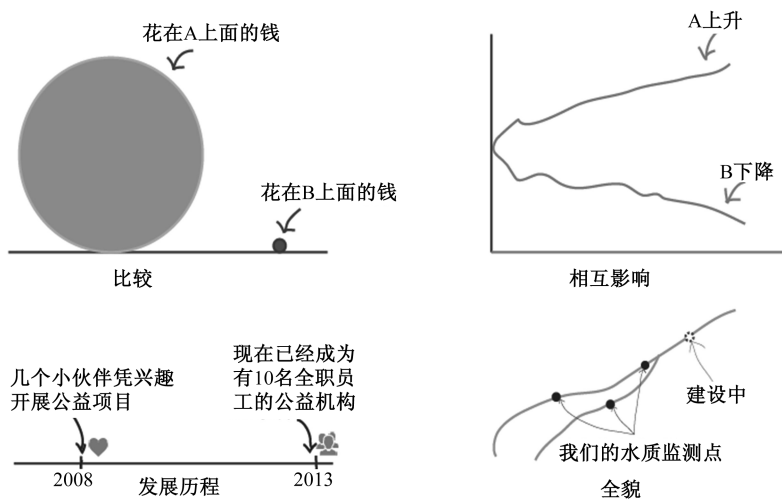 花在A上面的钱
花在B上面的钱
比较
A上升
B下降
相互影响
几个小伙伴凭兴趣
开展公益项目
现在已经成为
有10名全职员
工的公益机构
2008
发展历程
2013
建设中
我们的水质监测点
全貌